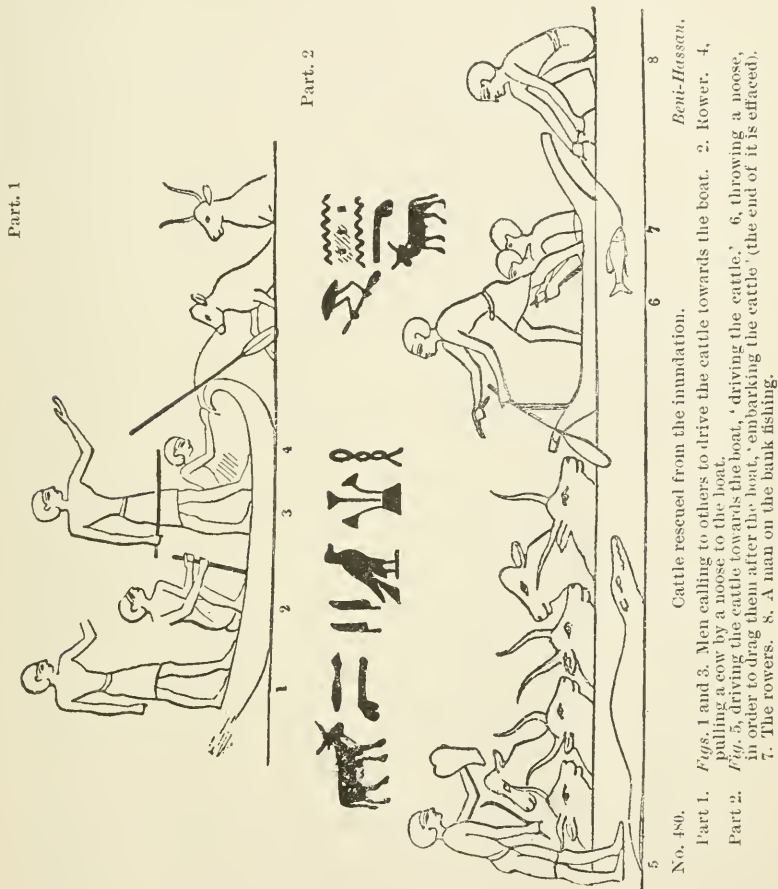 Part. 1
1 2 3 4
Part. 2
5 6 7 8
No. 480. Cattle rescued from the inundation. Beni-Hassan.
Part 1. Figs. 1 and 3. Men calling to others to drive the cattle towards the boat. 2. Rower. 4,
pulling a cow by a noose to the boat.
Part 2. Fig. 5, driving the cattle towards the boat, ‘driving the cattle.’ 6, throwing a noose,
in order to drag them after the boat, ‘embarking the cattle’ (the end of it is effaced).
7. The rowers. 8. A man on the bank fishing.